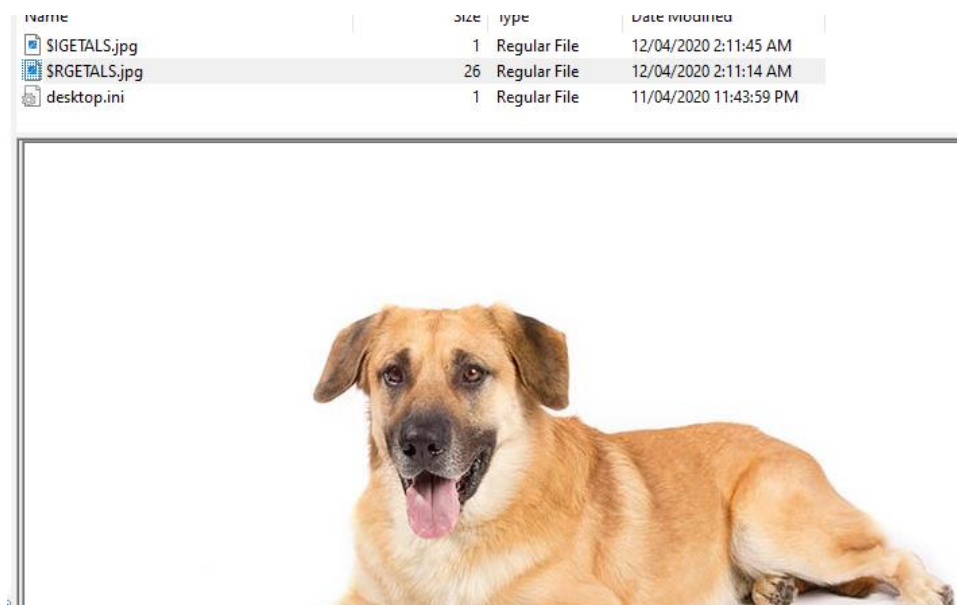 Name Size Type Date Modified
$IGETALS.jpg 1 Regular File 12/04/2020 2:11:45 AM
$RGETALS.jpg 26 Regular File 12/04/2020 2:11:14 AM
desktop.ini 1 Regular File 11/04/2020 11:43:59 PM